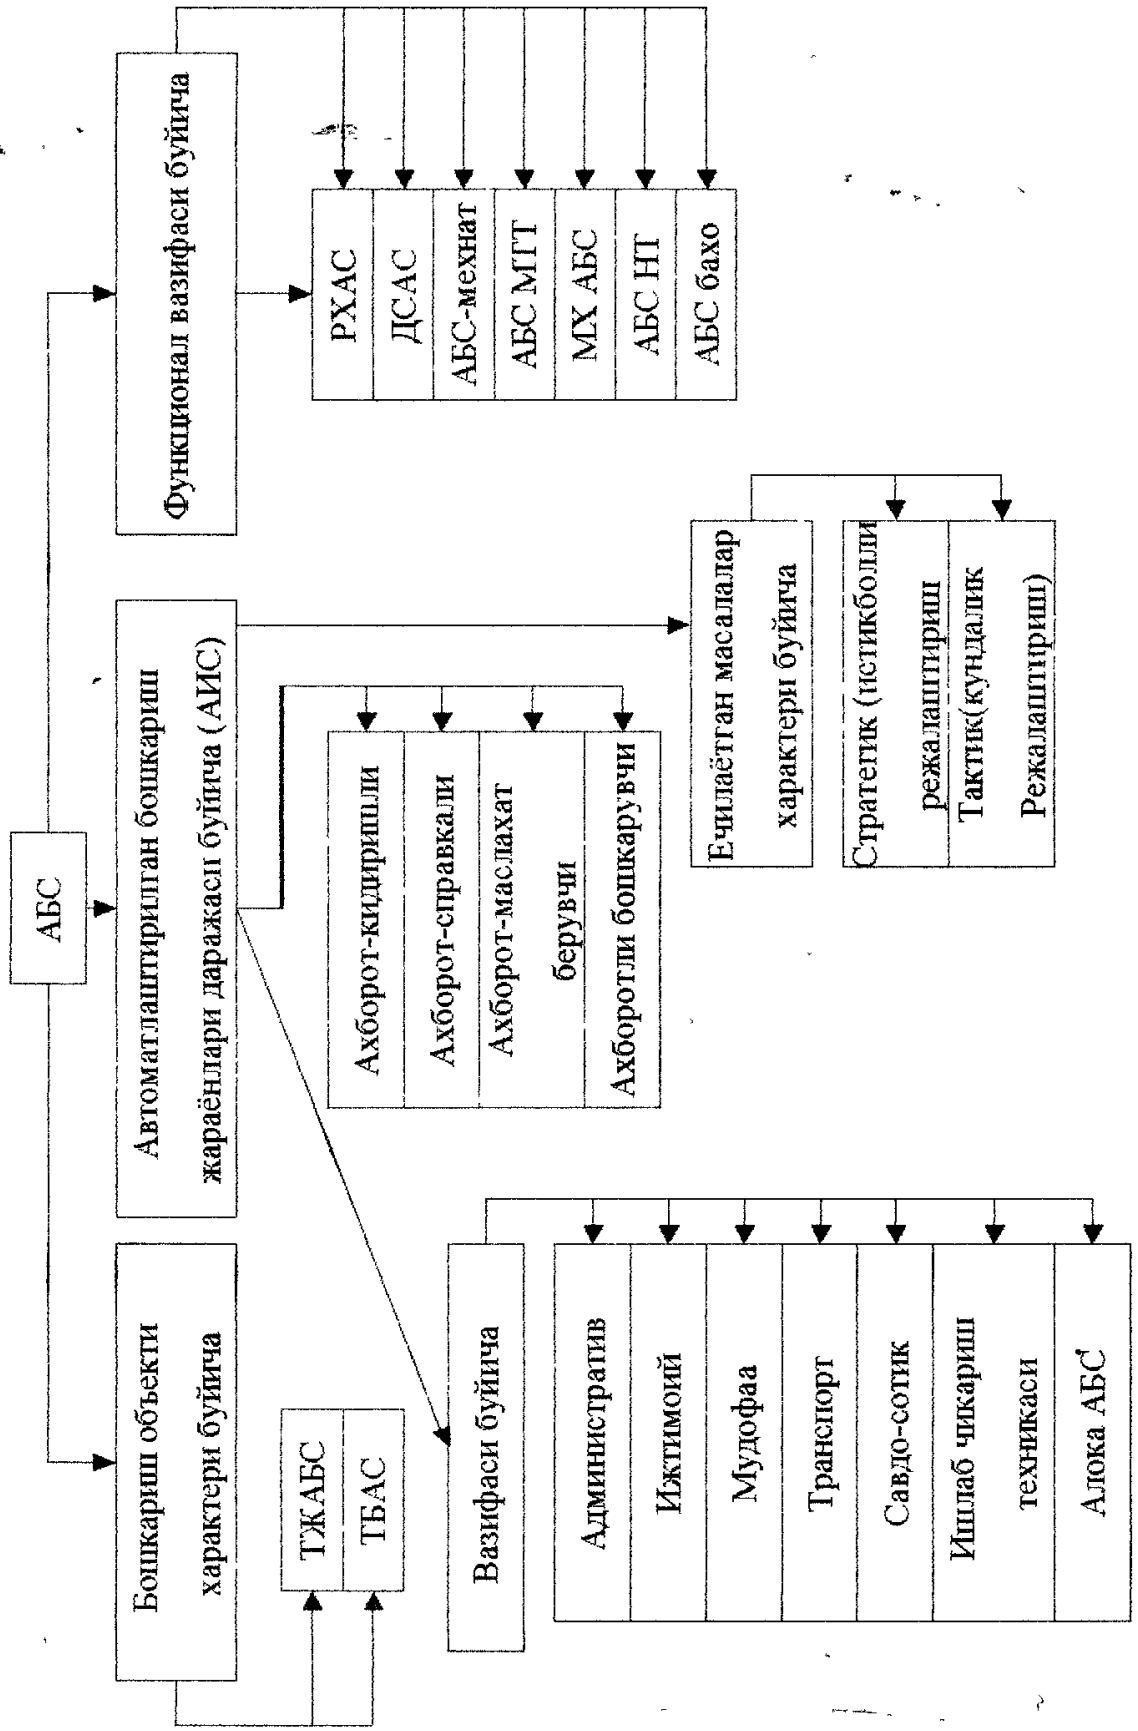 АБС
Бошкариш объекти
характери буйича
ТЖАБС
ТБАС
Автоматлаштирилган бошкариш
жараёнлари даражаси буйича (АИС)
Вазифаси буйича
Административ
Ижтимоий
Мудофаа
Транспорт
Савдо-сотик
Ишлаб чикариш
техникаси
Алока АБС
Ахборот-кидиришли
Ахборот-справкали
Ахборот-маслахат
берувчи
Ахборотли бошкарувчи
Ечилаётган масалалар
характери буйича
Стратегик (истикболли
режалаштириш
Тактик(кундалик
Режалаштриш)
Функционал вазифаси буйича
РХАС
ДСАС
АБС-мехнат
АБС МТТ
МХ АБС
АБС НТ
АБС бахо